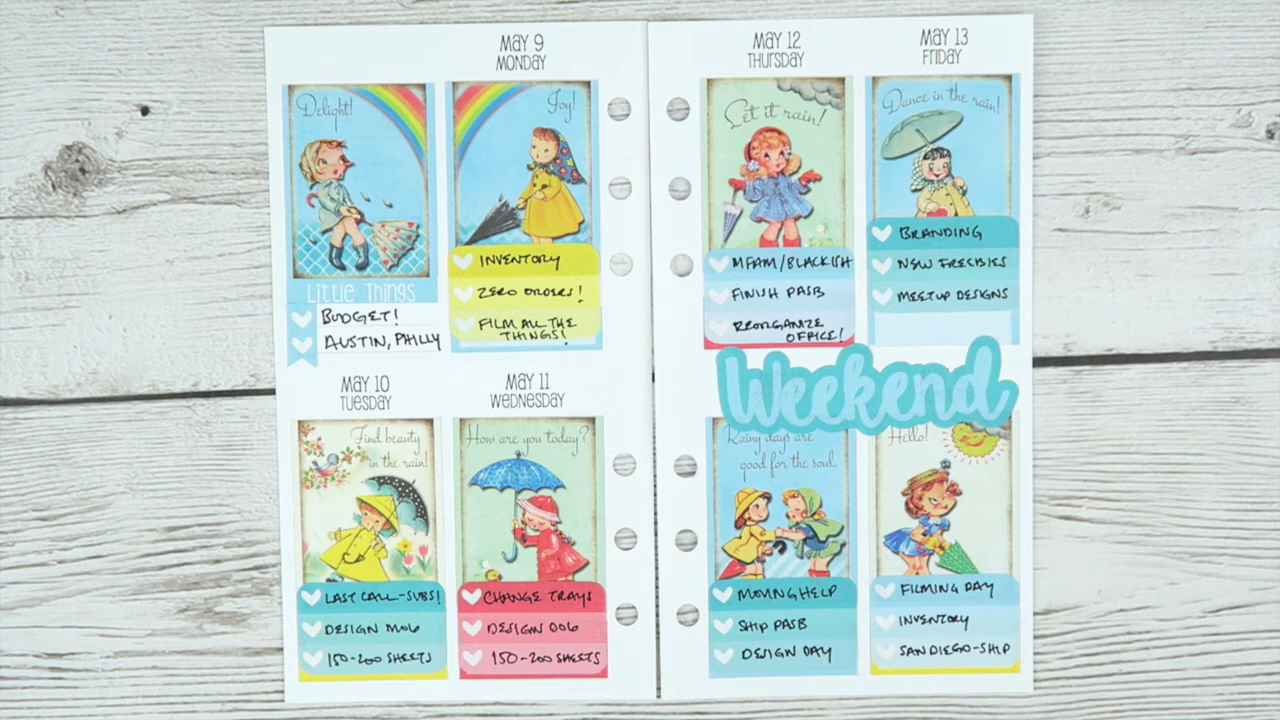 Delight!
Little Things
BUDGET!
AUSTIN, PHILLY
MAY 9
MONDAY
Joy!
INVENTORY
ZERO ORDERS!
FILM ALL THE
THINGS!
MAY 10
TUESDAY
Find beauty
in the rain!
LAST CALL-SUBS!
DESIGN MO6
150-200 SHEETS
MAY 11
WEDNESDAY
How are you today?
CHANGE TRAYS
DESIGN DO6
150-200 SHEETS
MAY 12
THURSDAY
Let it rain!
MFAM/BLACKISH
FINISH PASB
REORGANIZE
OFFICE!
MAY 13
FRIDAY
Dance in the rain!
BRANDING
NEW FREEBIES
MEETUP DESIGNS
Weekend
Rainy days are
good for the soul
MOVING HELP
SHIP PASB
DESIGN DAY
Hello!
FILMING DAY
INVENTORY
SAN DIEGO-SHIP